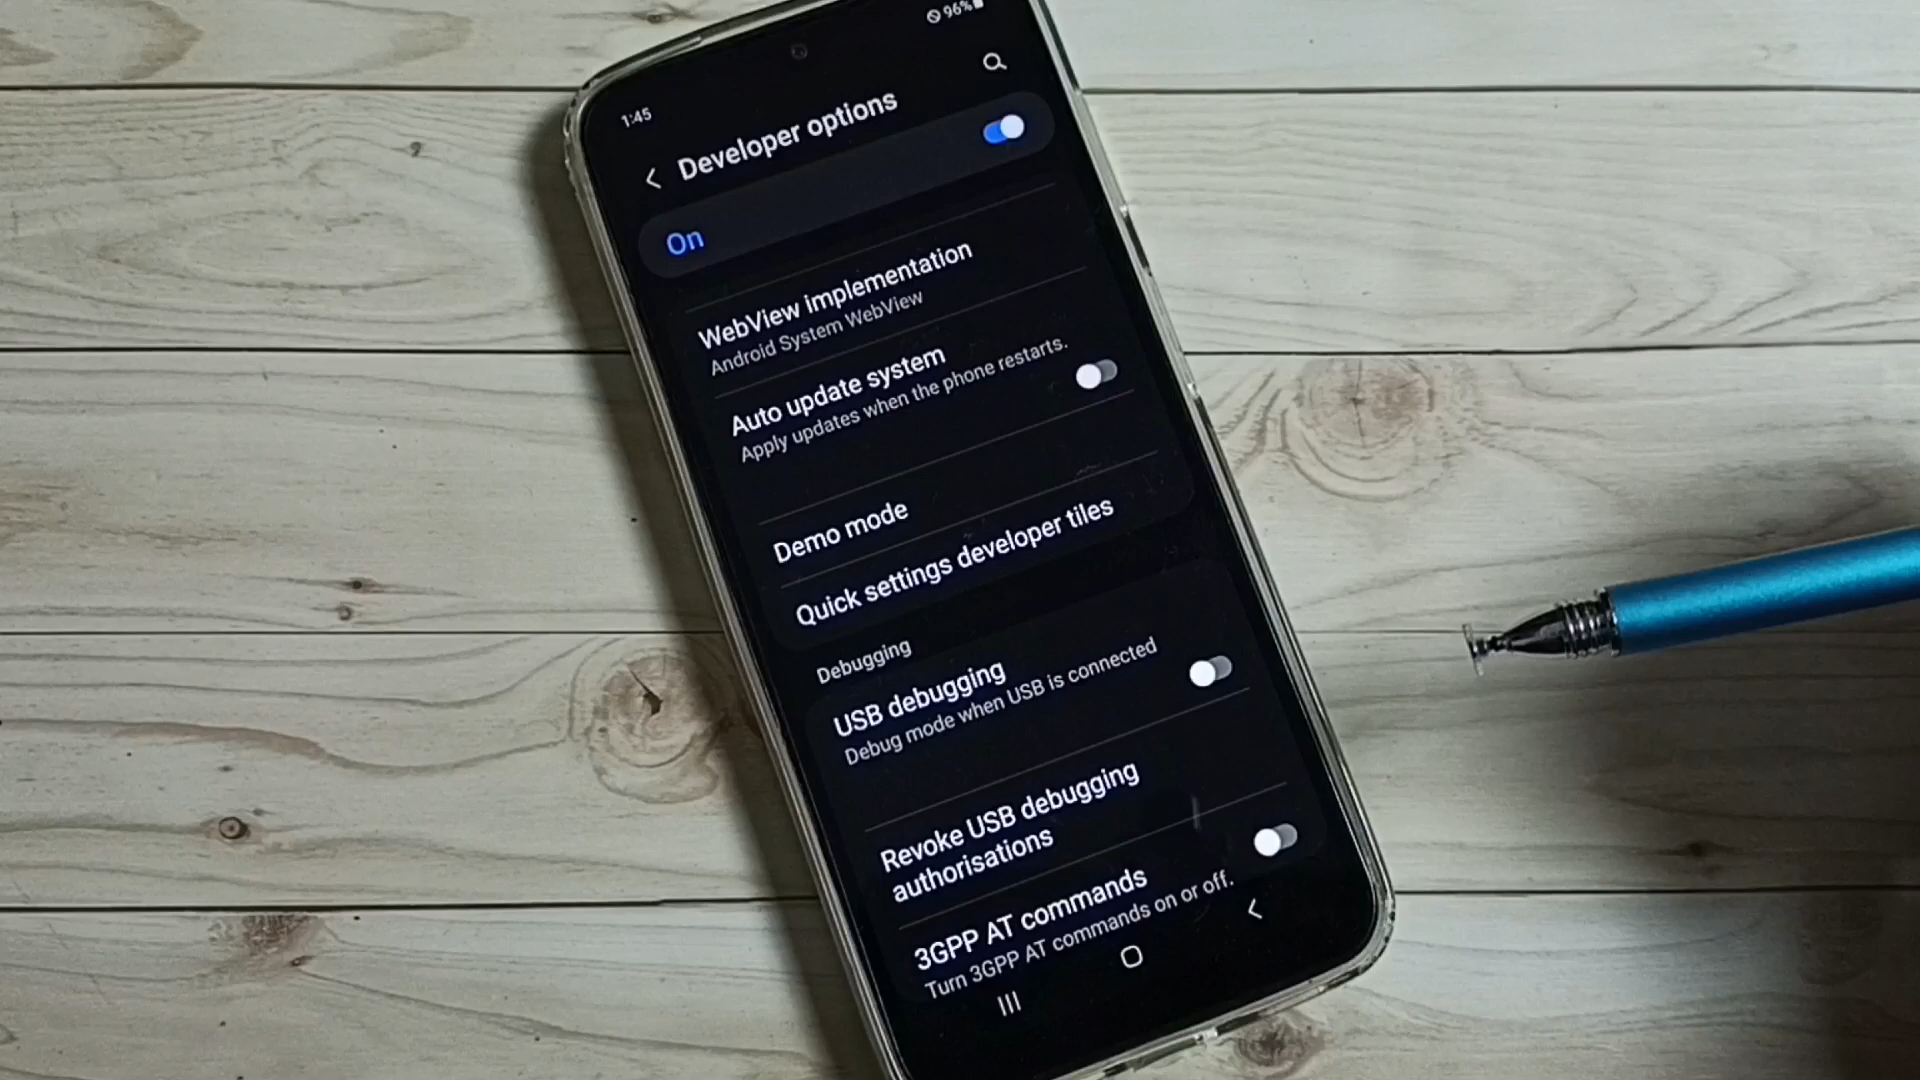 96%
1:45
Developer options
On
WebView implementation
Android System WebView
Auto update system
Apply updates when the phone restarts.
Demo mode
Quick settings developer tiles
Debugging
USB debugging
Debug mode when USB is connected
Revoke USB debugging
authorisations
3GPP AT commands
Turn 3GPP AT commands on or off.